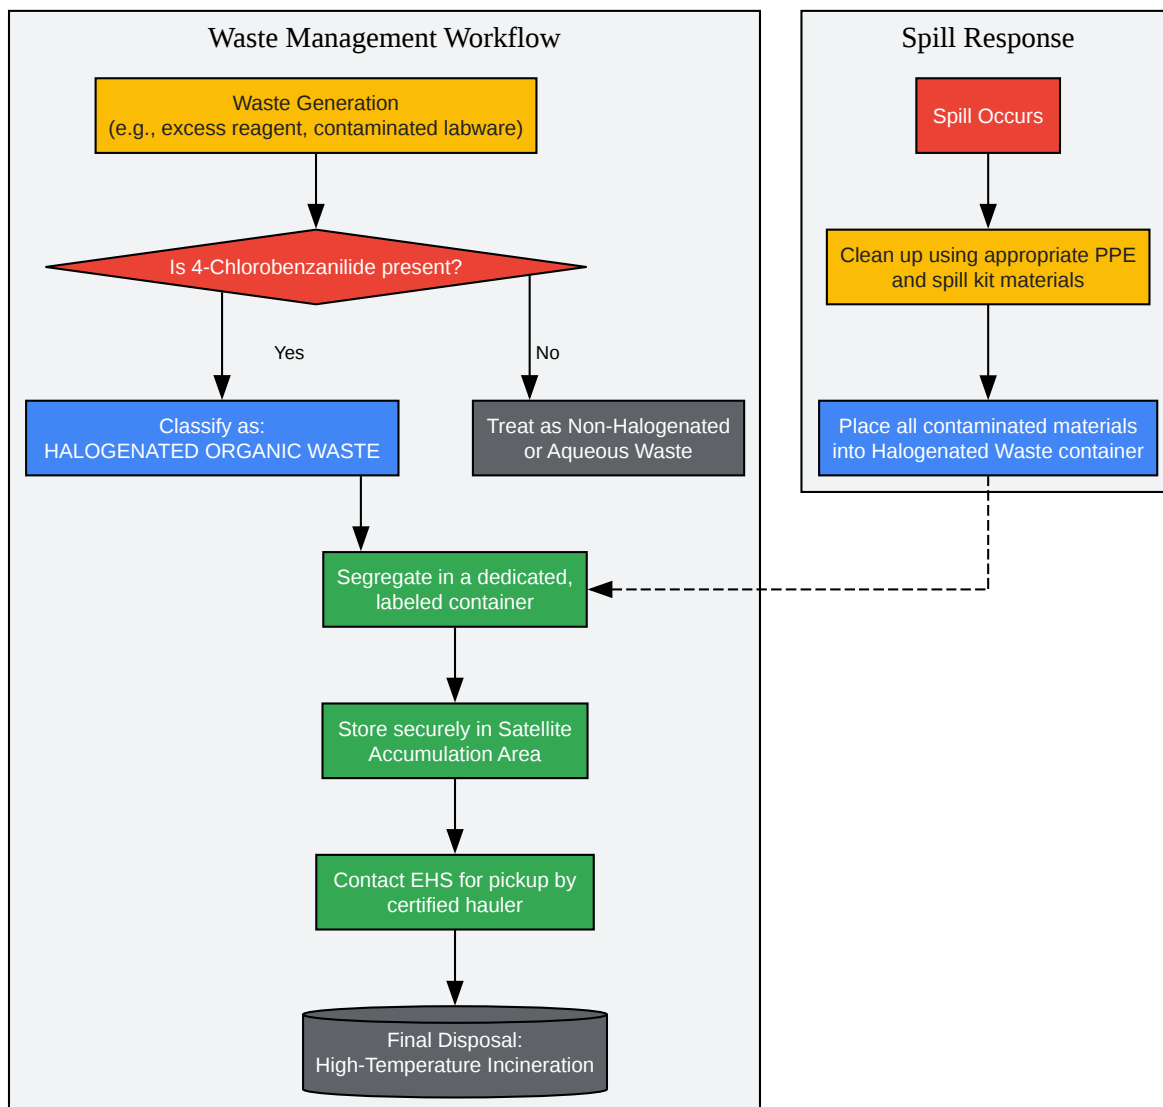 Waste Management Workflow
Waste Generation
(e.g., excess reagent, contaminated labware)
Is 4-Chlorobenzanilide present?
Yes
No
Classify as:
HALOGENATED ORGANIC WASTE
Treat as Non-Halogenated
or Aqueous Waste
Segregate in a dedicated,
labeled container
Store securely in Satellite
Accumulation Area
Contact EHS for pickup by
certified hauler
Final Disposal:
High-Temperature Incineration
Spill Response
Spill Occurs
Clean up using appropriate PPE
and spill kit materials
Place all contaminated materials
into Halogenated Waste container